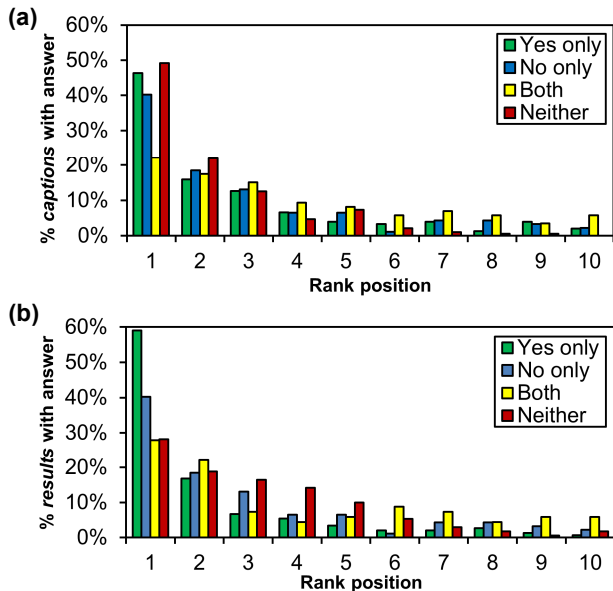 (a)
60%
50%
40%
30%
20%
10%
0%
% captions with answer
Yes only
No only
Both
Neither
1 2 3 4 5 6 7 8 9 10
Rank position
(b)
60%
50%
40%
30%
20%
10%
0%
% results with answer
Yes only
No only
Both
Neither
1 2 3 4 5 6 7 8 9 10
Rank position